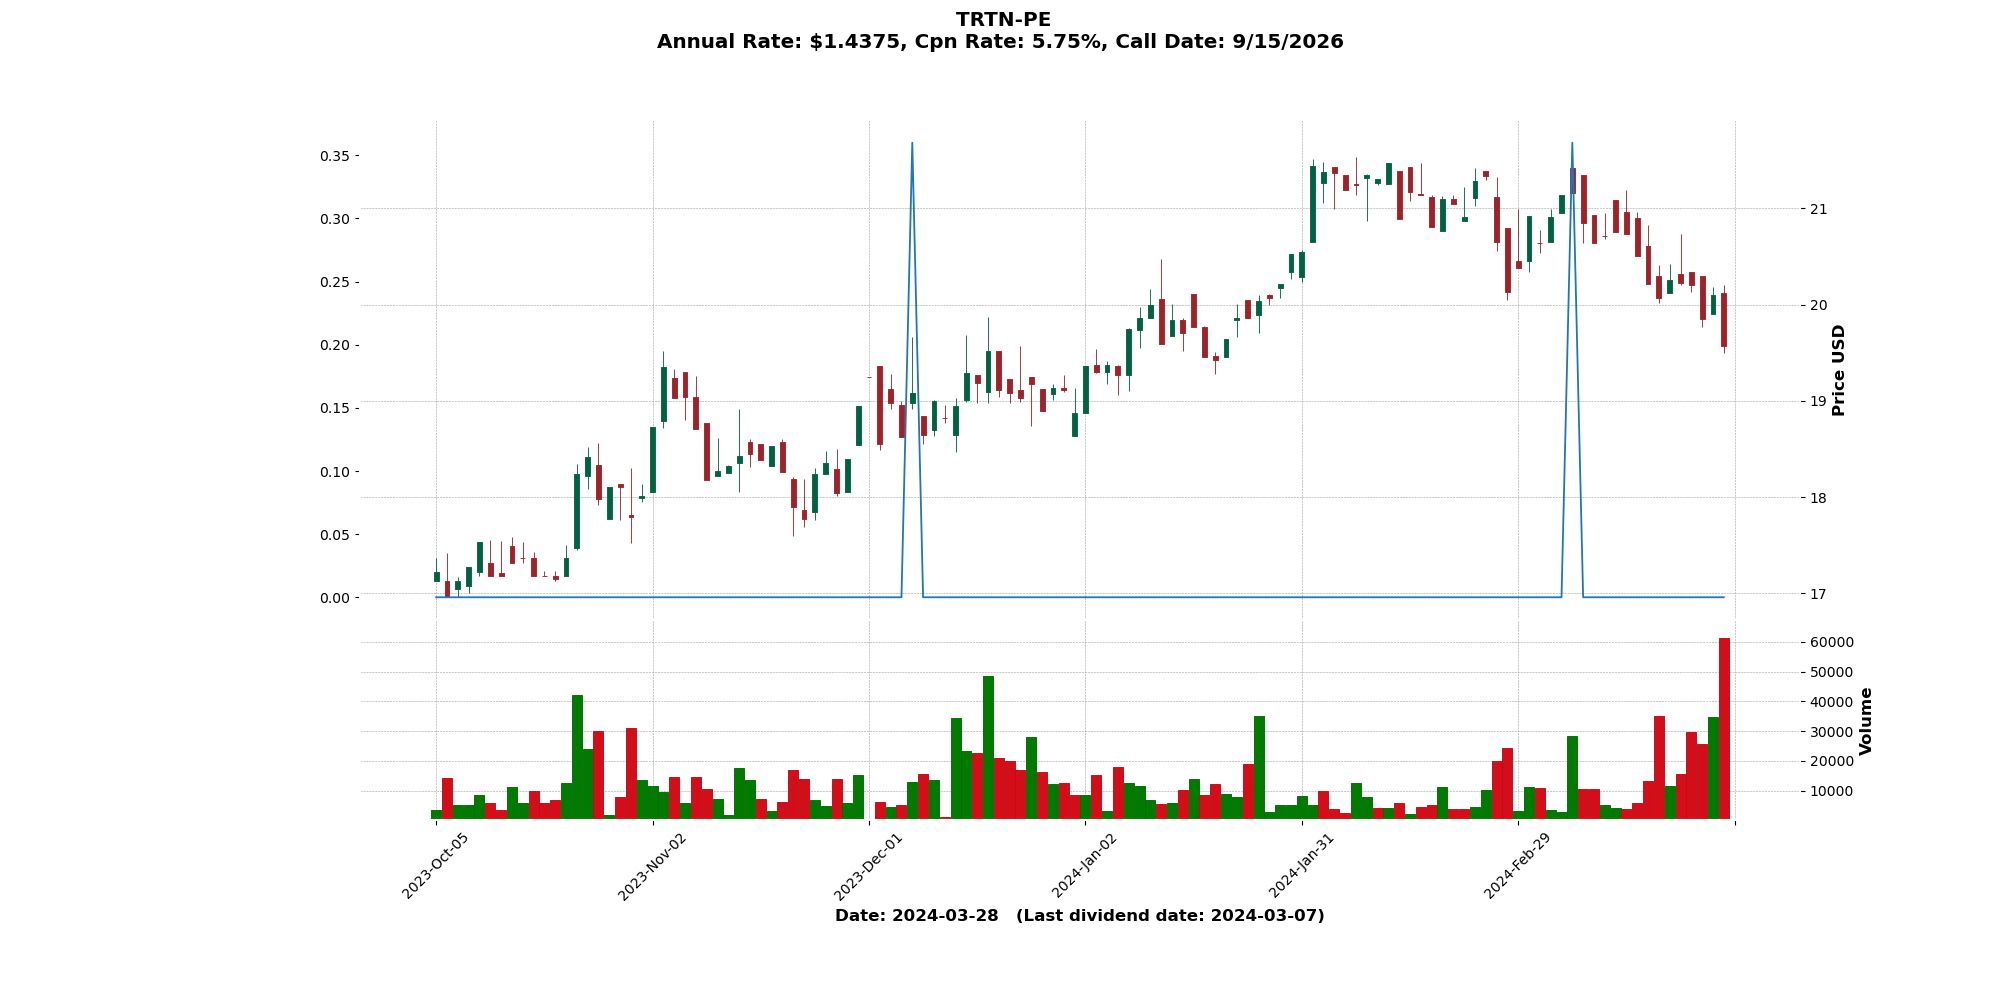 TRTN-PE
Annual Rate: $1.4375, Cpn Rate: 5.75%, Call Date: 9/15/2026
0.35
0.30
0.25
0.20
0.15
0.10
0.05
0.00
21
20
19
18
17
Price USD
60000
50000
40000
30000
20000
10000
Volume
2023-Oct-05
2023-Nov-02
2023-Dec-01
2024-Jan-02
2024-Jan-31
2024-Feb-29
Date: 2024-03-28 (Last dividend date: 2024-03-07)